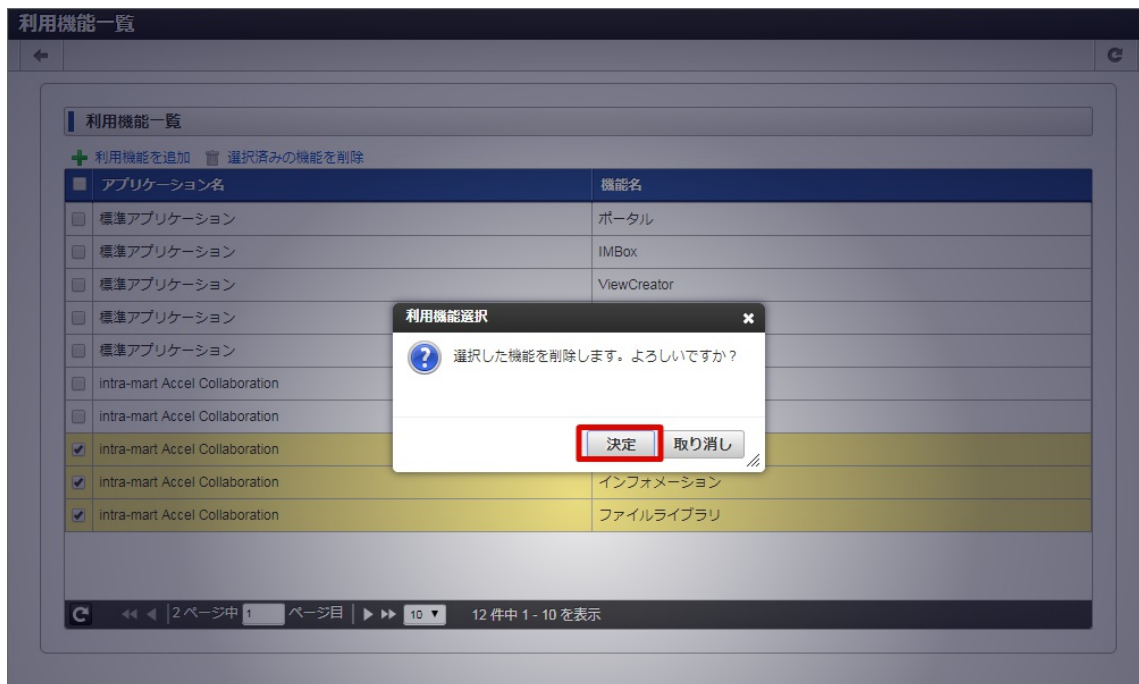 利用機能一覧
利用機能一覧
利用機能を追加 選択済みの機能を削除
アプリケーション名 機能名
標準アプリケーション ポータル
標準アプリケーション IMBox
標準アプリケーション ViewCreator
標準アプリケーション
標準アプリケーション
intra-mart Accel Collaboration
intra-mart Accel Collaboration
intra-mart Accel Collaboration
intra-mart Accel Collaboration インフォメーション
intra-mart Accel Collaboration ファイルライブラリ
利用機能選択
選択した機能を削除します。よろしいですか？
決定 取り消し
2 ページ中 1 ページ目 10 12 件中 1 - 10 を表示